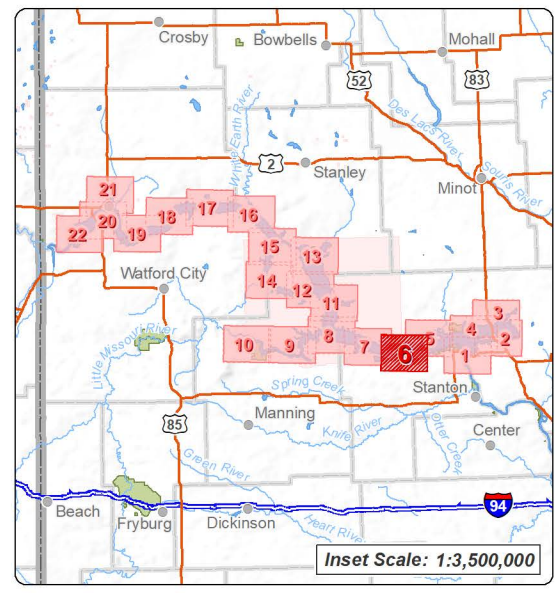 Crosby
Bowbells
Mohall
52
83
Des Lacs River
White Earth River
2
Stanley
Minot
Souris River
21
20
22
19
18
17
16
15
13
14
12
11
Watford City
Little Missouri River
10
9
8
7
6
5
4
3
2
1
Stanton
Spring Creek
Manning
Knife River
Otter Creek
Center
85
Green River
94
Beach
Fryburg
Dickinson
Heart River
Inset Scale: 1:3,500,000